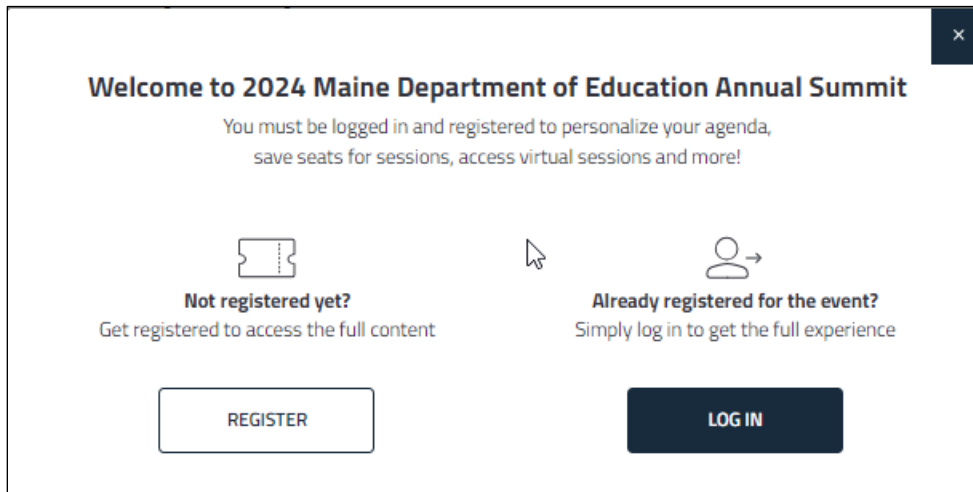 ×
Welcome to 2024 Maine Department of Education Annual Summit
You must be logged in and registered to personalize your agenda,
save seats for sessions, access virtual sessions and more!
Not registered yet?
Get registered to access the full content
REGISTER
Already registered for the event?
Simply log in to get the full experience
LOG IN